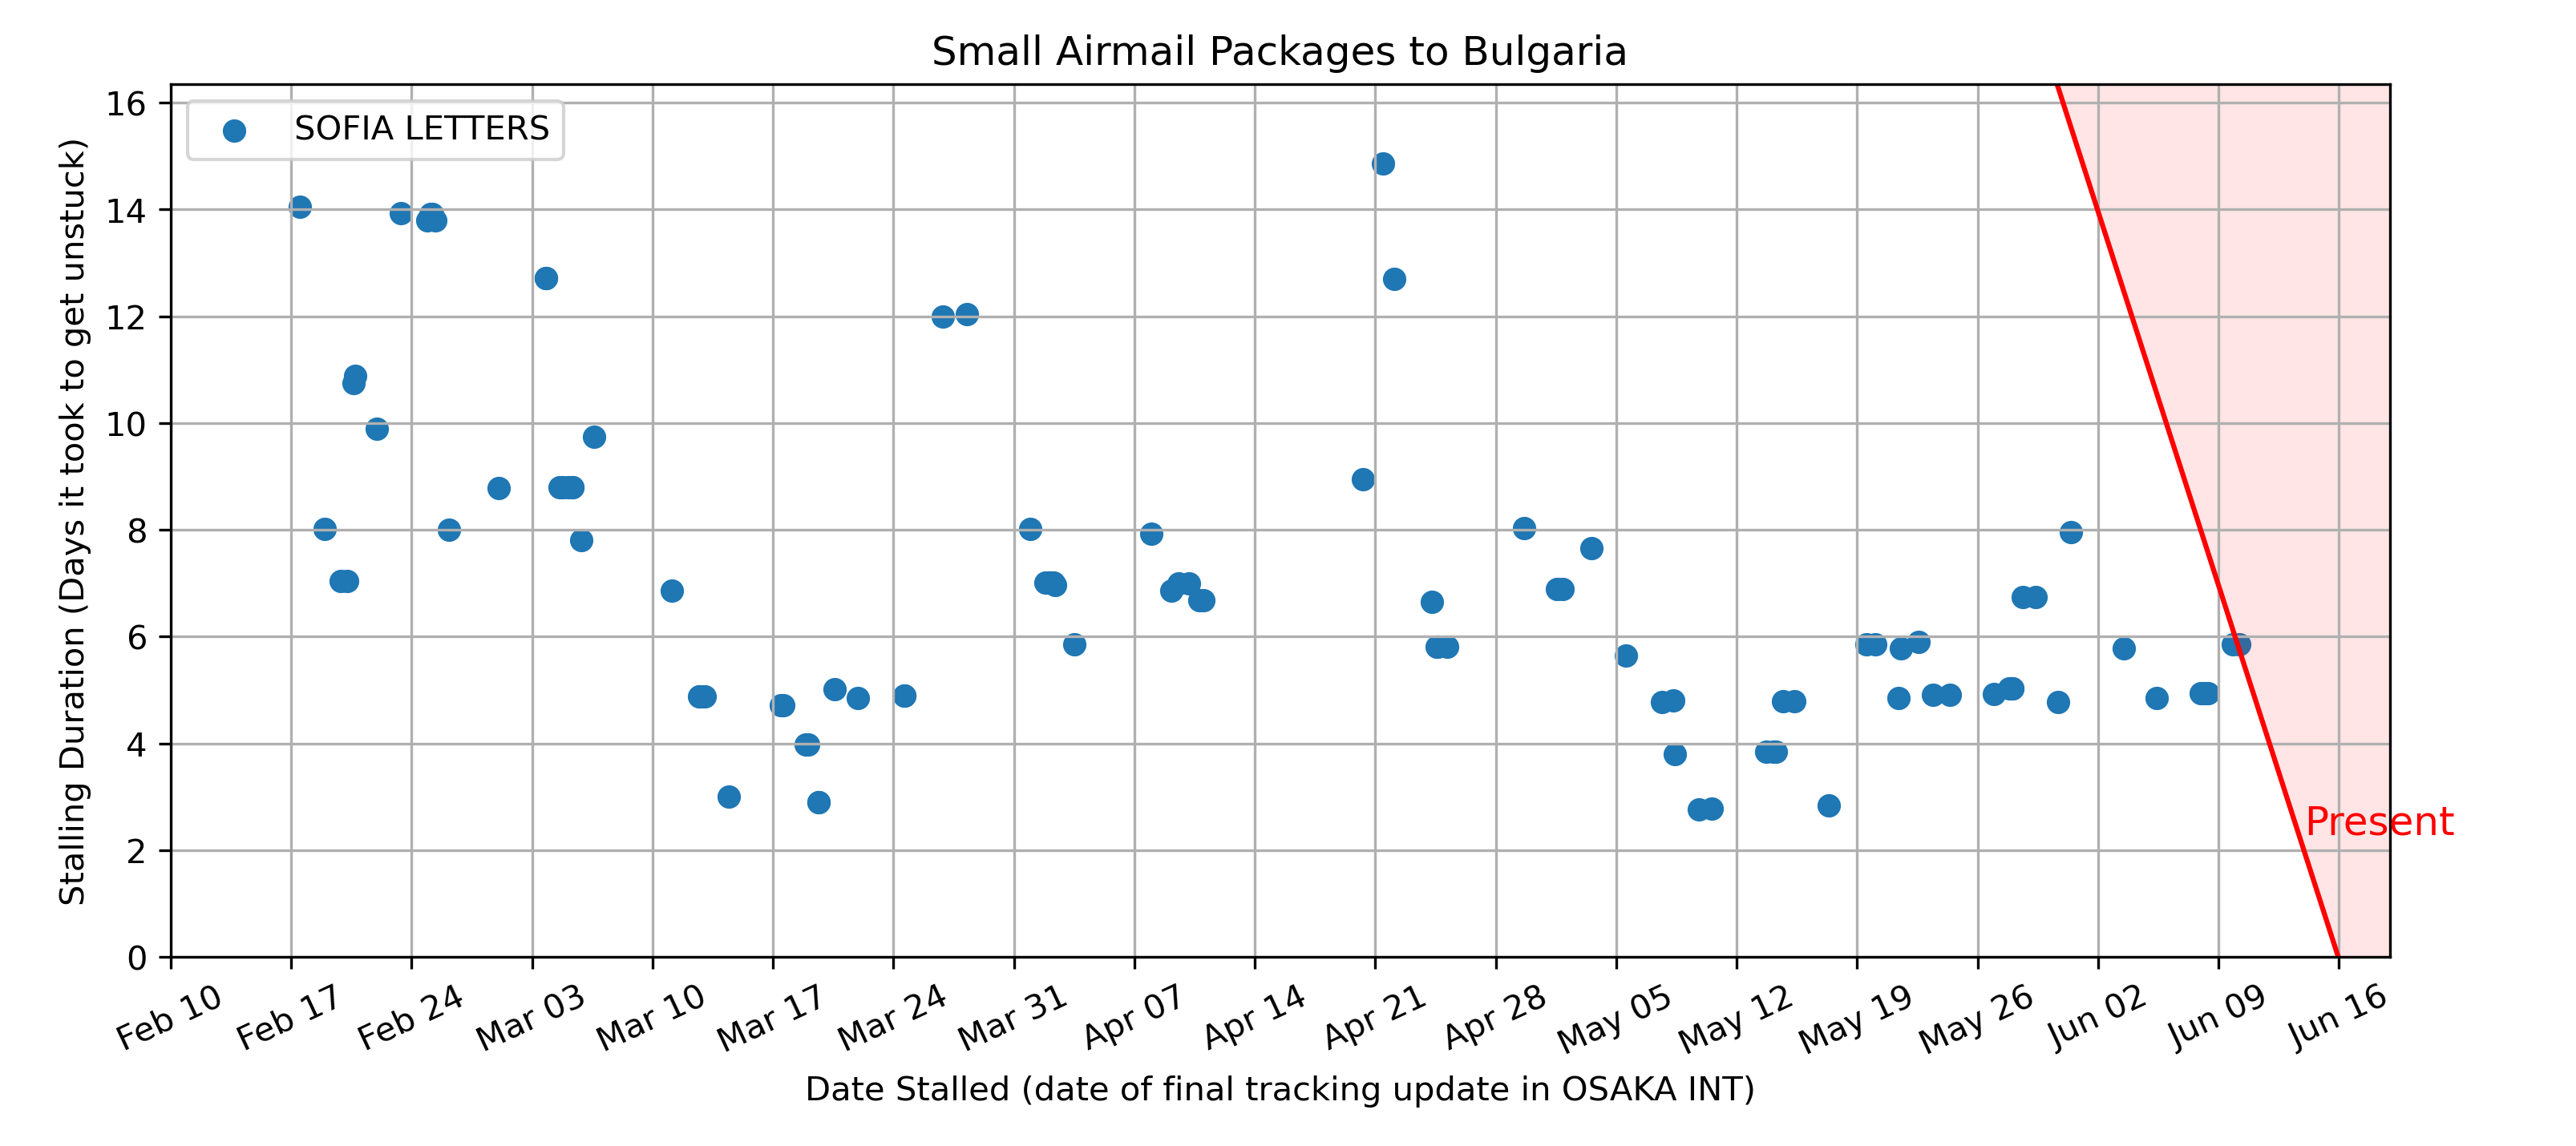 Small Airmail Packages to Bulgaria
SOFIA LETTERS
Stalling Duration (Days it took to get unstuck)
16
14
12
10
8
6
4
2
0
Present
Feb 10
Feb 17
Feb 24
Mar 03
Mar 10
Mar 17
Mar 24
Mar 31
Apr 07
Apr 14
Apr 21
Apr 28
May 05
May 12
May 19
May 26
Jun 02
Jun 09
Jun 16
Date Stalled (date of final tracking update in OSAKA INT)